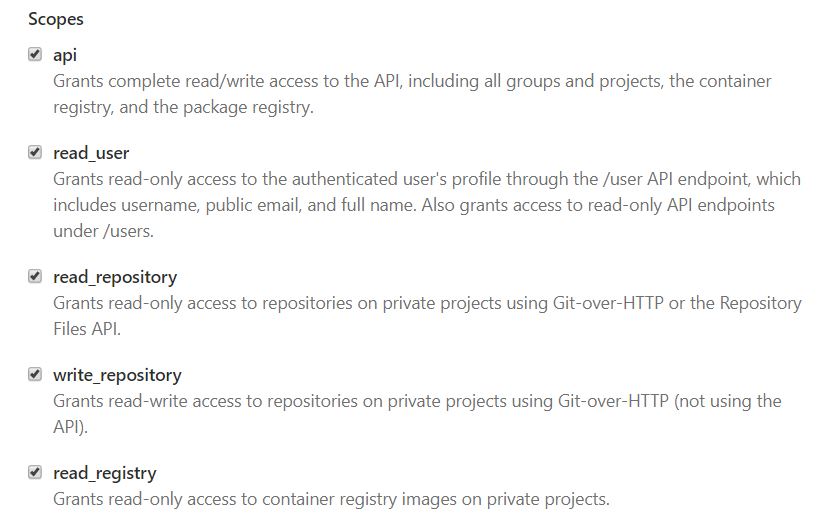 Scopes
api
Grants complete read/write access to the API, including all groups and projects, the container
registry, and the package registry.
read_user
Grants read-only access to the authenticated user's profile through the /user API endpoint, which
includes username, public email, and full name. Also grants access to read-only API endpoints
under /users.
read_repository
Grants read-only access to repositories on private projects using Git-over-HTTP or the Repository
Files API.
write_repository
Grants read-write access to repositories on private projects using Git-over-HTTP (not using the
API).
read_registry
Grants read-only access to container registry images on private projects.